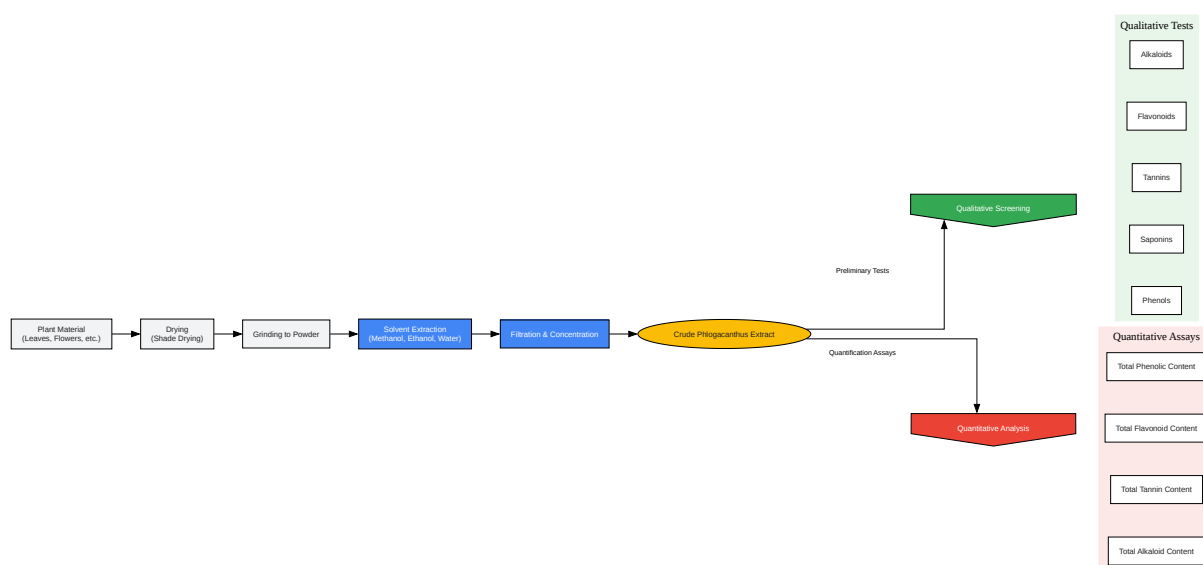 Plant Material
(Leaves, Flowers, etc.)
Drying
(Shade Drying)
Grinding to Powder
Solvent Extraction
(Methanol, Ethanol, Water)
Filtration & Concentration
Crude Phlogacanthus Extract
Preliminary Tests
Quantification Assays
Qualitative Screening
Quantitative Analysis
Qualitative Tests
Alkaloids
Flavonoids
Tannins
Saponins
Phenols
Quantitative Assays
Total Phenolic Content
Total Flavonoid Content
Total Tannin Content
Total Alkaloid Content